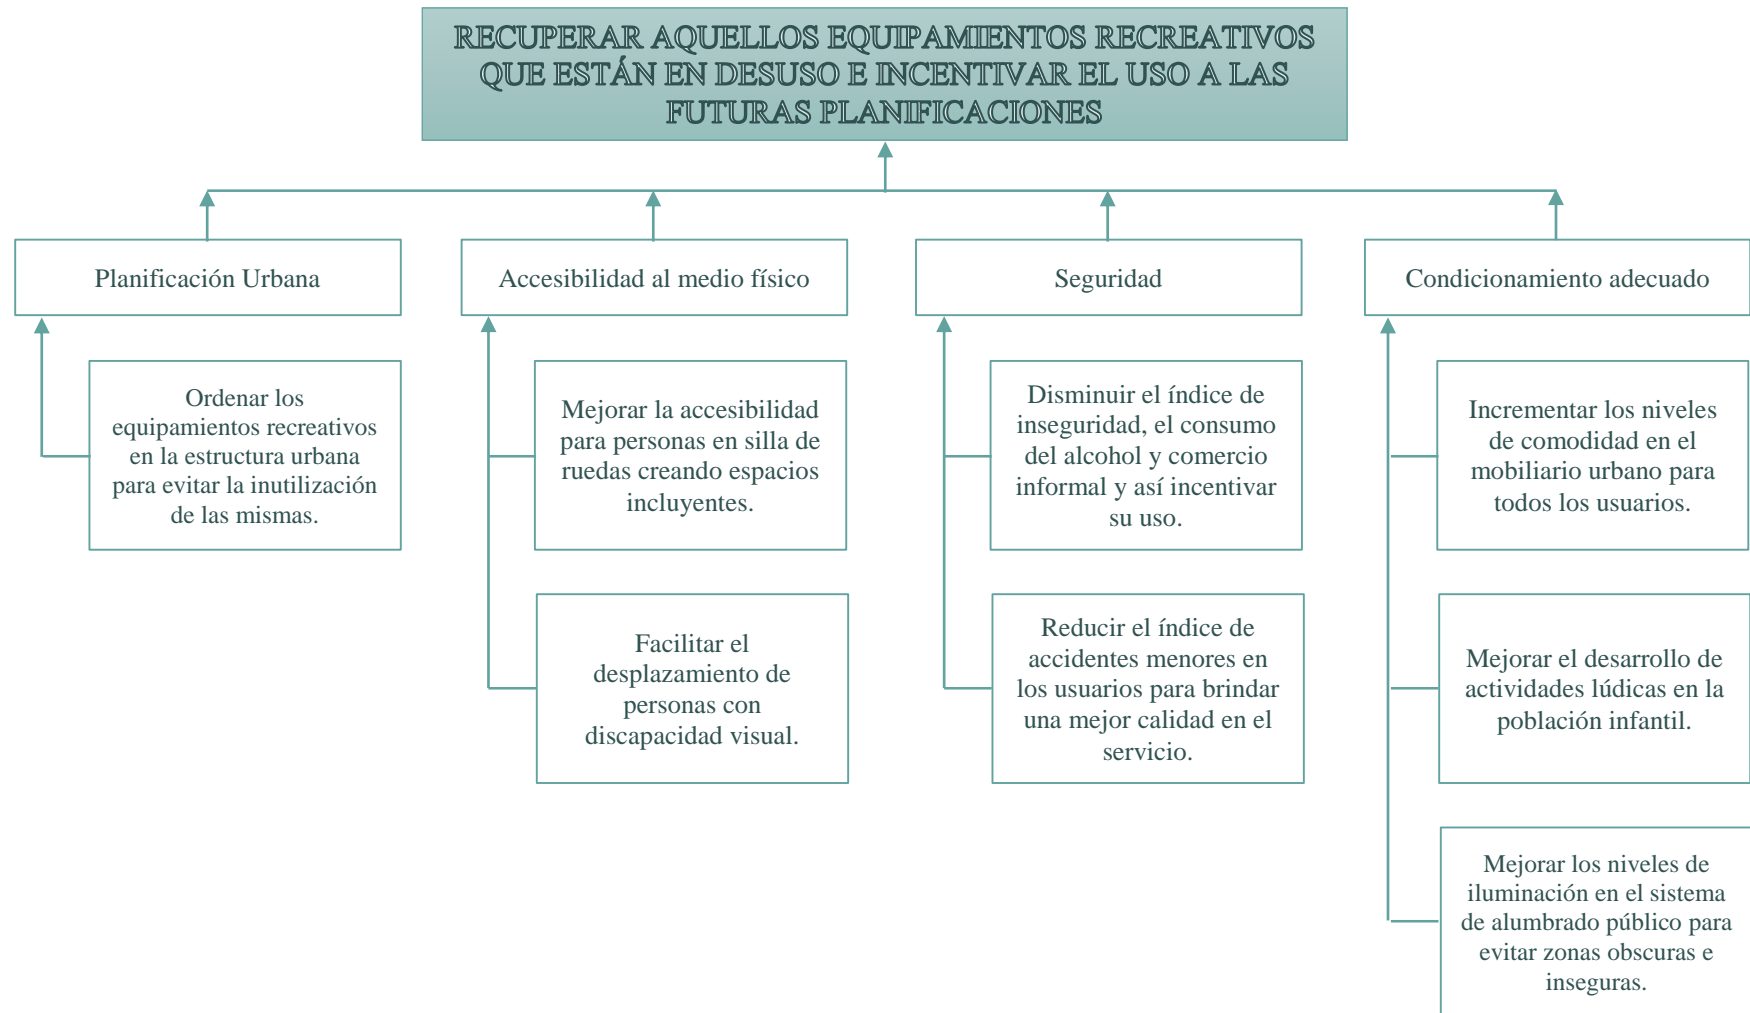 RECUPERAR AQUELLOS EQUIPAMIENTOS RECREATIVOS
QUE ESTÁN EN DESUSO E INCENTIVAR EL USO A LAS
FUTURAS PLANIFICACIONES
Planificación Urbana
Ordenar los
equipamientos recreativos
en la estructura urbana
para evitar la inutilización
de las mismas.
Accesibilidad al medio físico
Mejorar la accesibilidad
para personas en silla de
ruedas creando espacios
incluyentes.
Facilitar el
desplazamiento de
personas con
discapacidad visual.
Seguridad
Disminuir el índice de
inseguridad, el consumo
del alcohol y comercio
informal y así incentivar
su uso.
Reducir el índice de
accidentes menores en
los usuarios para brindar
una mejor calidad en el
servicio.
Condicionamiento adecuado
Incrementar los niveles
de comodidad en el
mobiliario urbano para
todos los usuarios.
Mejorar el desarrollo de
actividades lúdicas en la
población infantil.
Mejorar los niveles de
iluminación en el sistema
de alumbrado público para
evitar zonas obscuras e
inseguras.